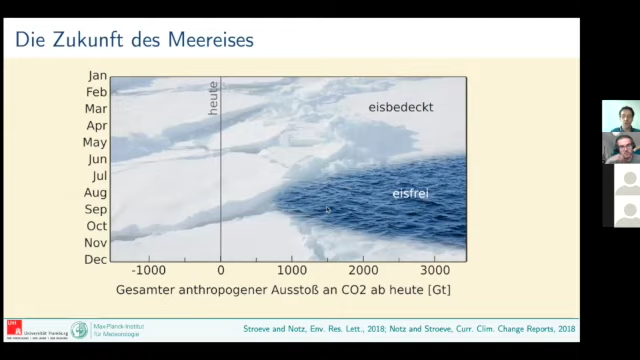 Die Zukunft des Meereises
Jan
Feb
Mar
Apr
May
Jun
Jul
Aug
Sep
Oct
Nov
Dec
heute
eisbedeckt
eisfrei
-1000 0 1000 2000 3000
Gesamter anthropogener Ausstoß an CO2 ab heute [Gt]
Universität Hamburg
Max-Planck-Institut
für Meteorologie
Stroeve and Notz, Env. Res. Lett., 2018; Notz and Stroeve, Curr. Clim. Change Reports, 2018